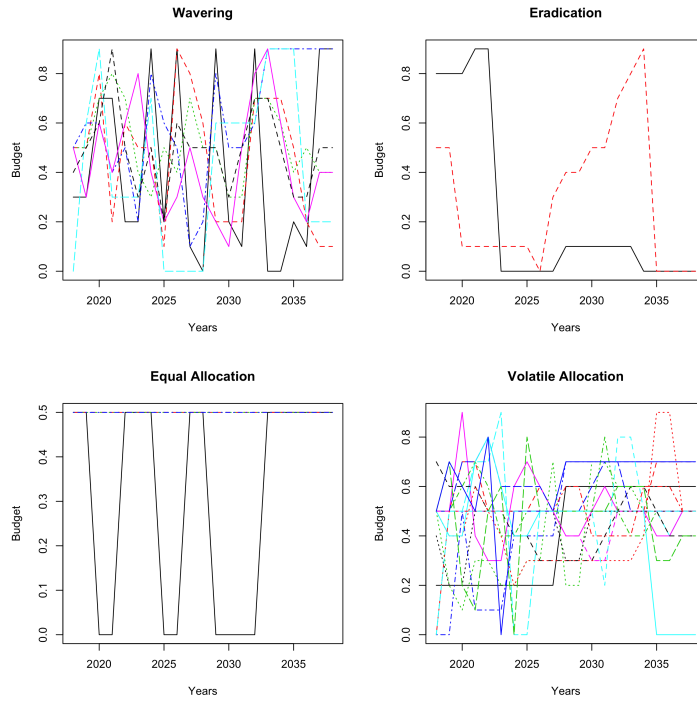 Wavering
Budget
0.0 0.2 0.4 0.6 0.8
2020 2025 2030 2035
Years
Eradication
Budget
0.0 0.2 0.4 0.6 0.8
2020 2025 2030 2035
Years
Equal Allocation
Budget
0.0 0.1 0.2 0.3 0.4 0.5
2020 2025 2030 2035
Years
Volatile Allocation
Budget
0.0 0.2 0.4 0.6 0.8
2020 2025 2030 2035
Years